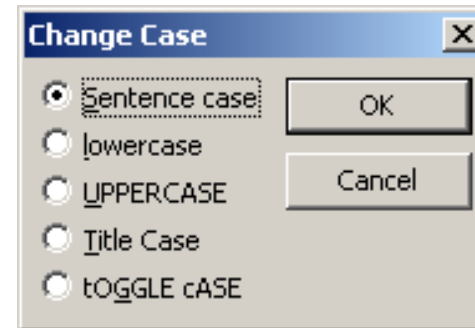 Change Case
Sentence case
OK
lowercase
UPPERCASE
Cancel
Title Case
tOGGLE cASE